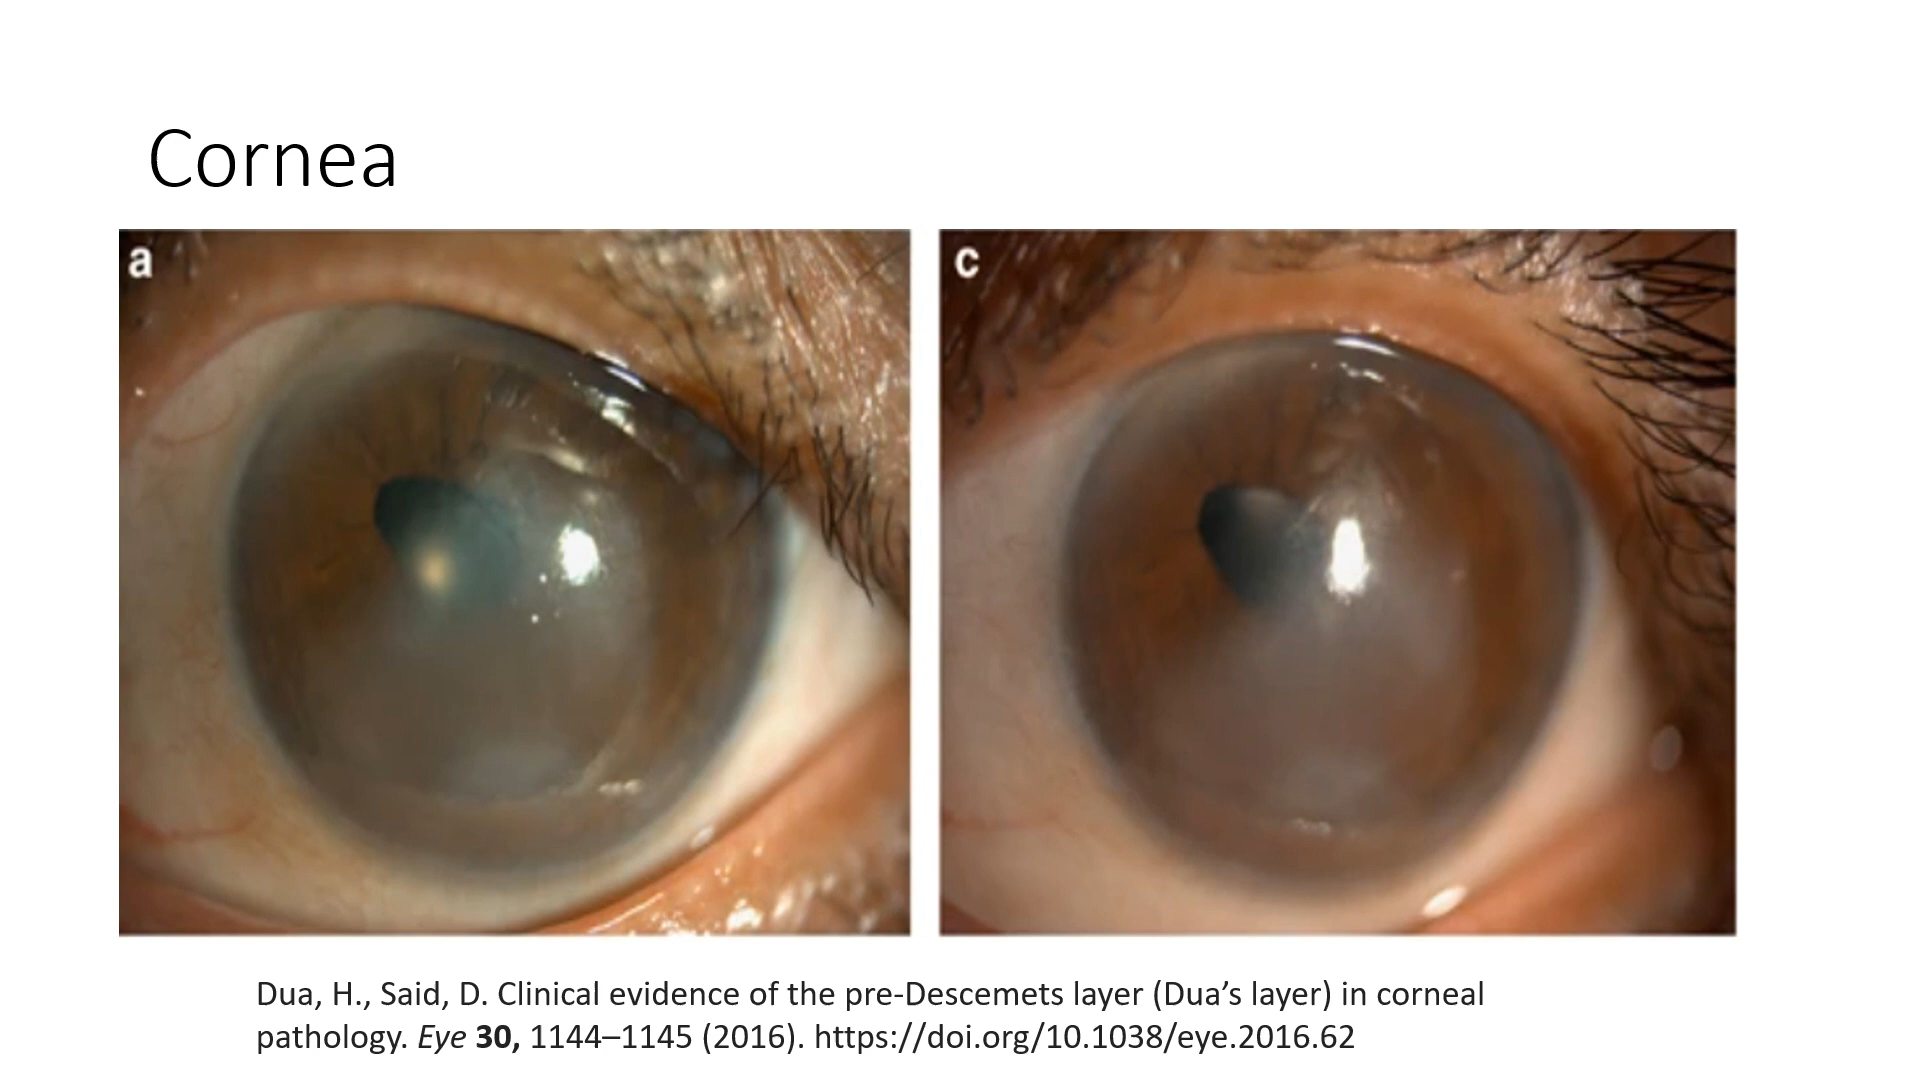 Cornea
a
c
Dua, H., Said, D. Clinical evidence of the pre-Descemets layer (Dua’s layer) in corneal
pathology. Eye 30, 1144–1145 (2016). https://doi.org/10.1038/eye.2016.62